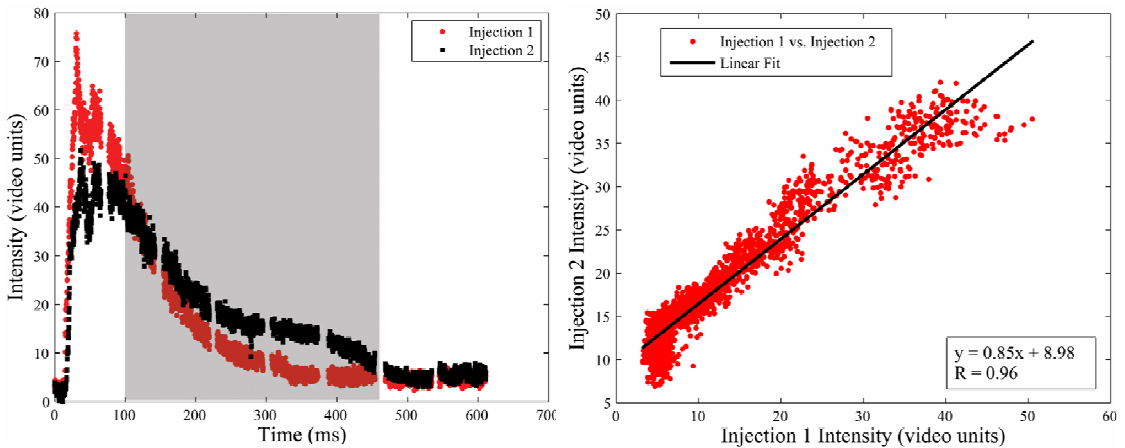 80
70
60
50
40
30
20
10
0
Intensity (video units)
Injection 1
Injection 2
0 100 200 300 400 500 600 700
Time (ms)
50
45
40
35
30
25
20
15
10
5
Injection 2 Intensity (video units)
Injection 1 vs. Injection 2
Linear Fit
y = 0.85x + 8.98
R = 0.96
0 10 20 30 40 50 60
Injection 1 Intensity (video units)